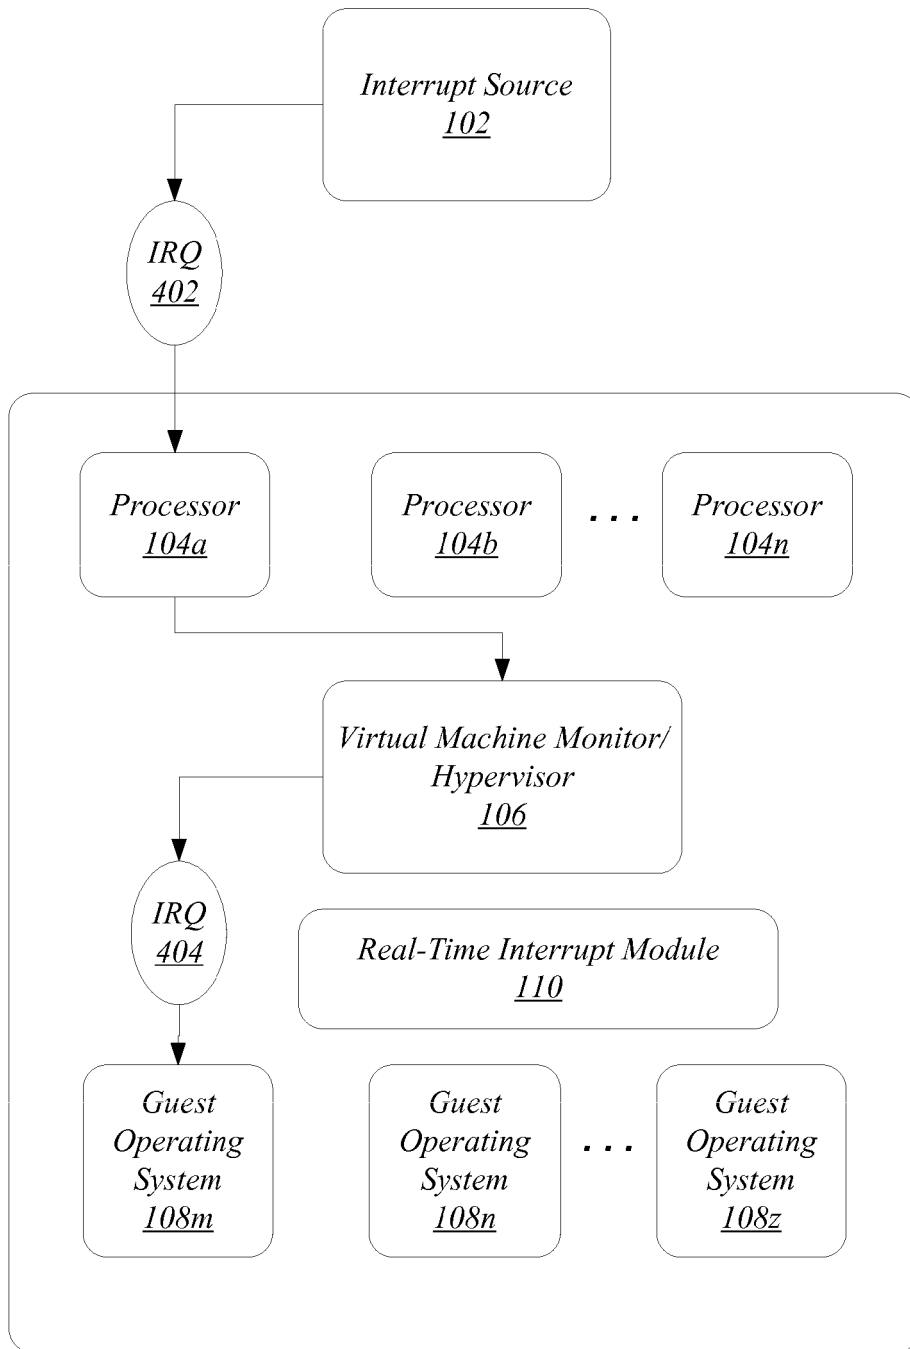 Interrupt Source
102
IRQ
402
Processor
104a
Processor
104b
. . .
Processor
104n
Virtual Machine Monitor/
Hypervisor
106
IRQ
404
Real-Time Interrupt Module
110
Guest
Operating
System
108m
Guest
Operating
System
108n
. . .
Guest
Operating
System
108z